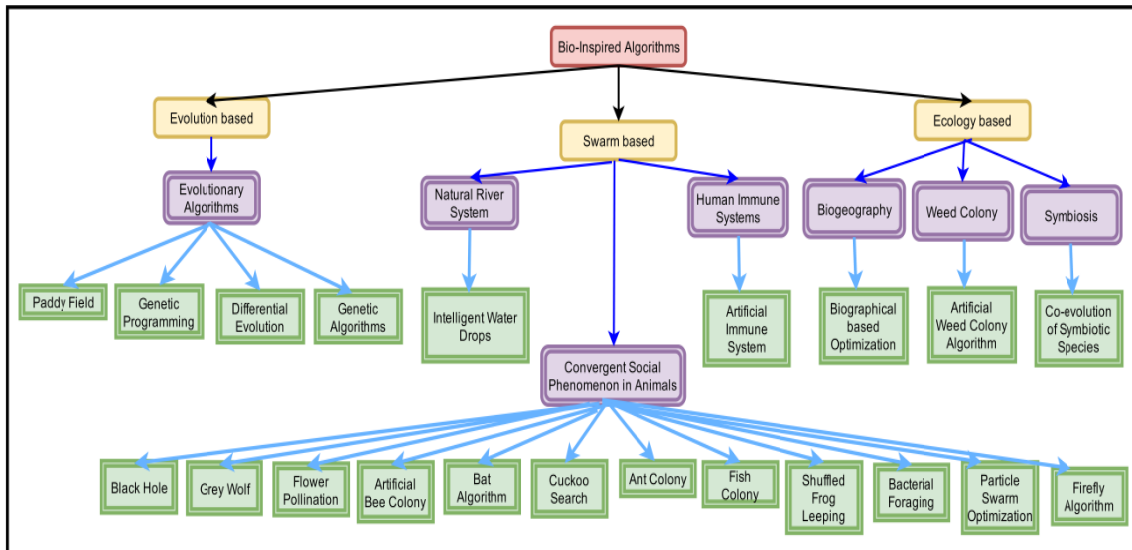 Bio-Inspired Algorithms
Evolution based
Swarm based
Ecology based
Evolutionary
Algorithms
Natural River
System
Human Immune
Systems
Biogeography
Weed Colony
Symbiosis
Paddy Field
Genetic
Programming
Differential
Evolution
Genetic
Algorithms
Intelligent Water
Drops
Artificial
Immune
System
Biographical
based
Optimization
Artificial
Weed Colony
Algorithm
Co-evolution
of Symbiotic
Species
Convergent Social
Phenomenon in Animals
Black Hole
Grey Wolf
Flower
Pollination
Artificial
Bee Colony
Bat
Algorithm
Cuckoo
Search
Ant Colony
Fish
Colony
Shuffled
Frog
Leeping
Bacterial
Foraging
Particle
Swarm
Optimization
Firefly
Algorithm